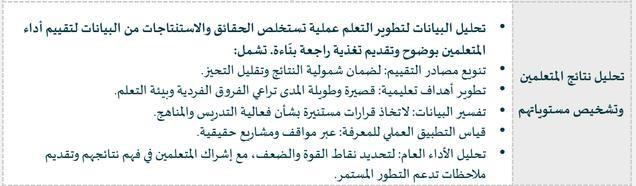 تحليل نتائج المتعلمين
وتشخيص مستوياتهم
• تحليل البيانات لتطوير التعلم عملية تستخلص الحقائق والاستنتاجات من البيانات لتقييم أداء
المتعلمين بوضوح وتقديم تغذية راجعة بنّاءة. تشمل:
• تنويع مصادر التقييم: لضمان شمولية النتائج وتقليل التحيز.
• تطوير أهداف تعليمية: قصيرة وطويلة المدى تراعي الفروق الفردية وبيئة التعلم.
• تفسير البيانات: لاتخاذ قرارات مستنيرة بشأن فعالية التدريس والمناهج.
• قياس التطبيق العملي للمعرفة: عبر مواقف ومشاريع حقيقية.
• تحليل الأداء العام: لتحديد نقاط القوة والضعف، مع إشراك المتعلمين في فهم نتائجهم وتقديم
ملاحظات تدعم التطور المستمر.